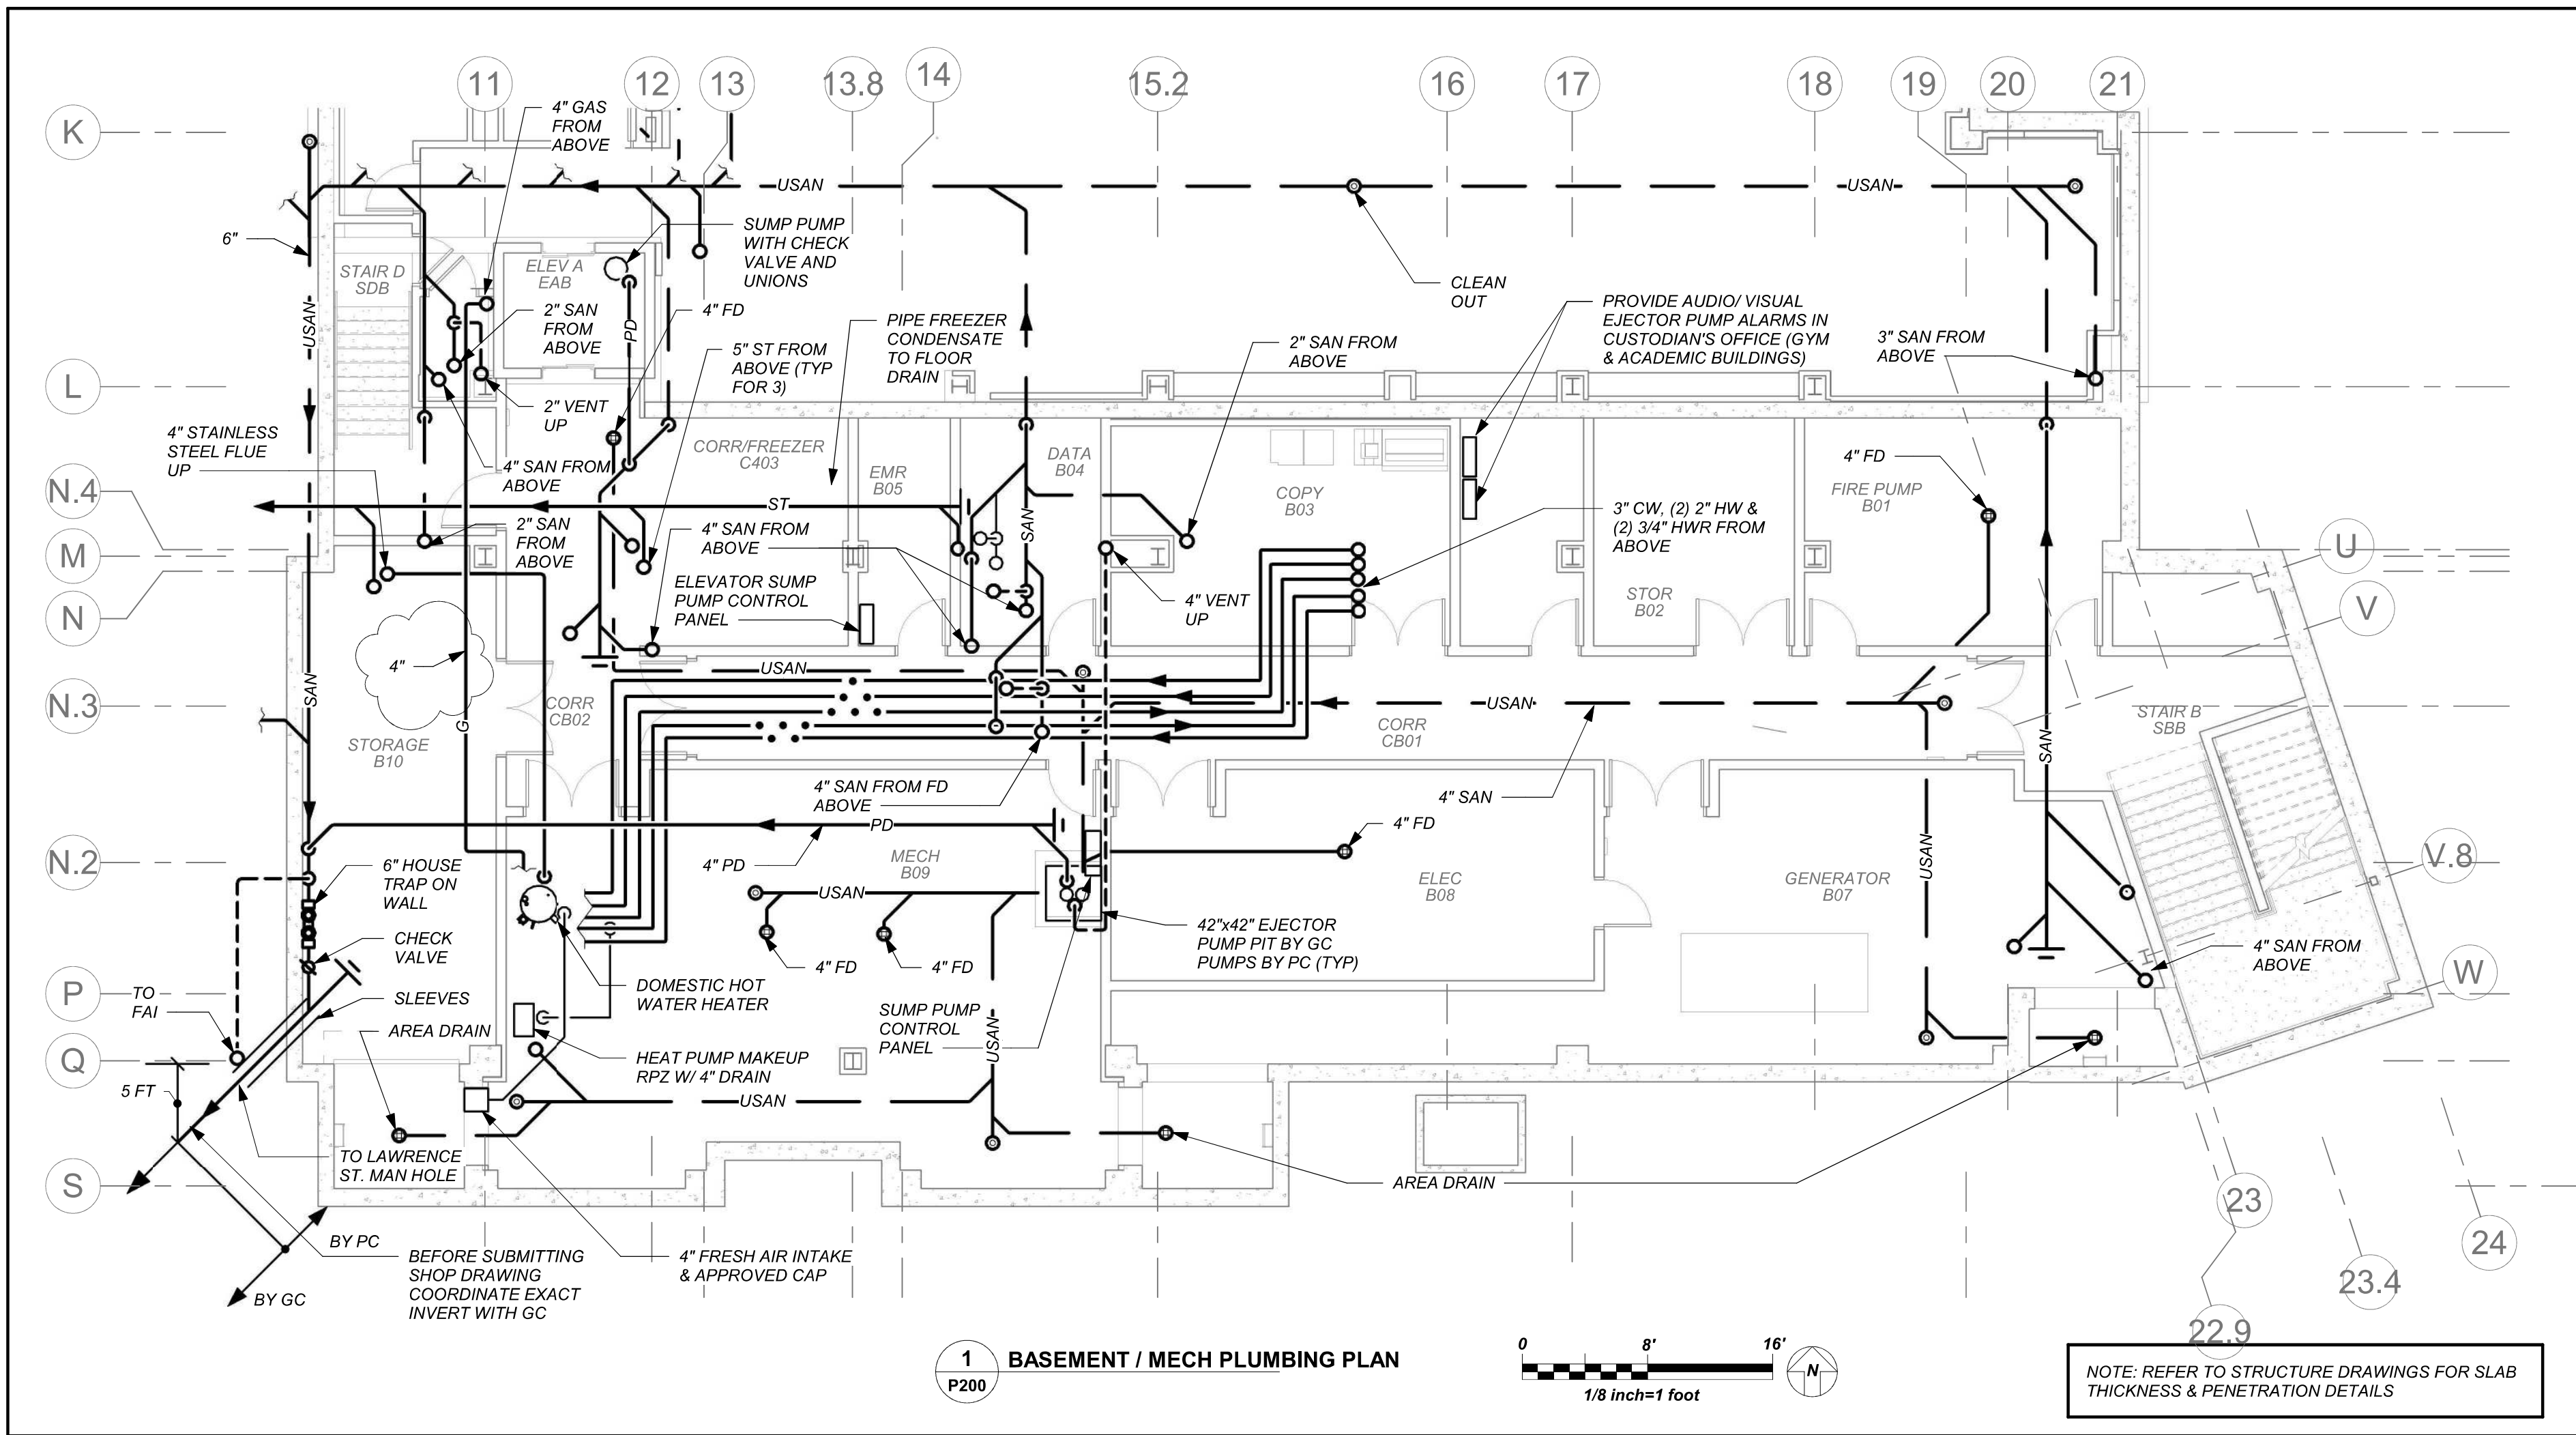 11
12
13
13.8
14
15.2
16
17
18
19
20
21
K
L
N.4
M
N
N.3
N.2
P
Q
S
U
V
V.8
W
23
24
23.4
22.9
4" GAS
FROM
ABOVE
USAN
USAN
6"
USAN
STAIR D
SDB
ELEV A
EAB
SUMP PUMP
WITH CHECK
VALVE AND
UNIONS
CLEAN
OUT
2" SAN
FROM
ABOVE
PD
4" FD
PIPE FREEZER
CONDENSATE
TO FLOOR
DRAIN
5" ST FROM
ABOVE (TYP
FOR 3)
2" SAN FROM
ABOVE
PROVIDE AUDIO/ VISUAL
EJECTOR PUMP ALARMS IN
CUSTODIAN'S OFFICE (GYM
& ACADEMIC BUILDINGS)
3" SAN FROM
ABOVE
2" VENT
UP
4" STAINLESS
STEEL FLUE
UP
4" SAN FROM
ABOVE
CORR/FREEZER
C403
EMR
B05
DATA
B04
COPY
B03
4" FD
FIRE PUMP
B01
ST
SAN
2" SAN
FROM
ABOVE
4" SAN FROM
ABOVE
3" CW, (2) 2" HW &
(2) 3/4" HWR FROM
ABOVE
ELEVATOR SUMP
PUMP CONTROL
PANEL
4" VENT
UP
STOR
B02
4"
USAN
SAN
G
CORR
CB02
STORAGE
B10
USAN
CORR
CB01
SAN
STAIR B
SBB
4" SAN FROM FD
ABOVE
4" SAN
PD
4" PD
MECH
B09
4" FD
ELEC
B08
GENERATOR
B07
USAN
6" HOUSE
TRAP ON
WALL
USAN
CHECK
VALVE
42"x42" EJECTOR
PUMP PIT BY GC
PUMPS BY PC (TYP)
4" FD
4" FD
4" SAN FROM
ABOVE
DOMESTIC HOT
WATER HEATER
TO
FAI
SLEEVES
AREA DRAIN
SUMP PUMP
CONTROL
PANEL
USAN
HEAT PUMP MAKEUP
RPZ W/ 4" DRAIN
5 FT
USAN
TO LAWRENCE
ST. MAN HOLE
AREA DRAIN
BY PC
BY GC
BEFORE SUBMITTING
SHOP DRAWING
COORDINATE EXACT
INVERT WITH GC
4" FRESH AIR INTAKE
& APPROVED CAP
1
P200
BASEMENT / MECH PLUMBING PLAN
0 8' 16'
1/8 inch=1 foot
N
NOTE: REFER TO STRUCTURE DRAWINGS FOR SLAB
THICKNESS & PENETRATION DETAILS